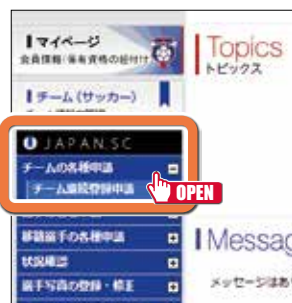 マイページ
会員情報・保有資格の紐付け
Topics
トピックス
チーム（サッカー）
JAPAN.SC
チームの各種申請
チーム継続登録申請
OPEN
移籍選手の各種申請
状況確認
選手写真の登録・修正
Messag
メッセージはあ